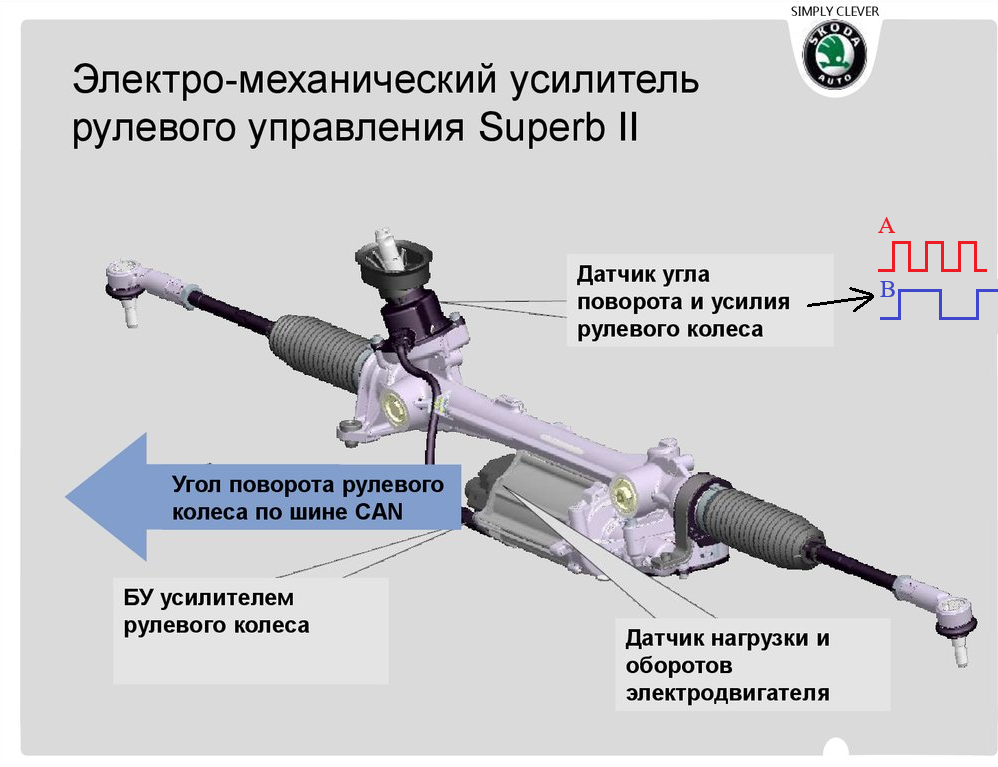 SIMPLY CLEVER
ŠKODA
AUTO
Электро-механический усилитель
рулевого управления Superb II
A
B
Датчик угла
поворота и усилия
рулевого колеса
Угол поворота рулевого
колеса по шине CAN
БУ усилителем
рулевого колеса
Датчик нагрузки и
оборотов
электродвигателя